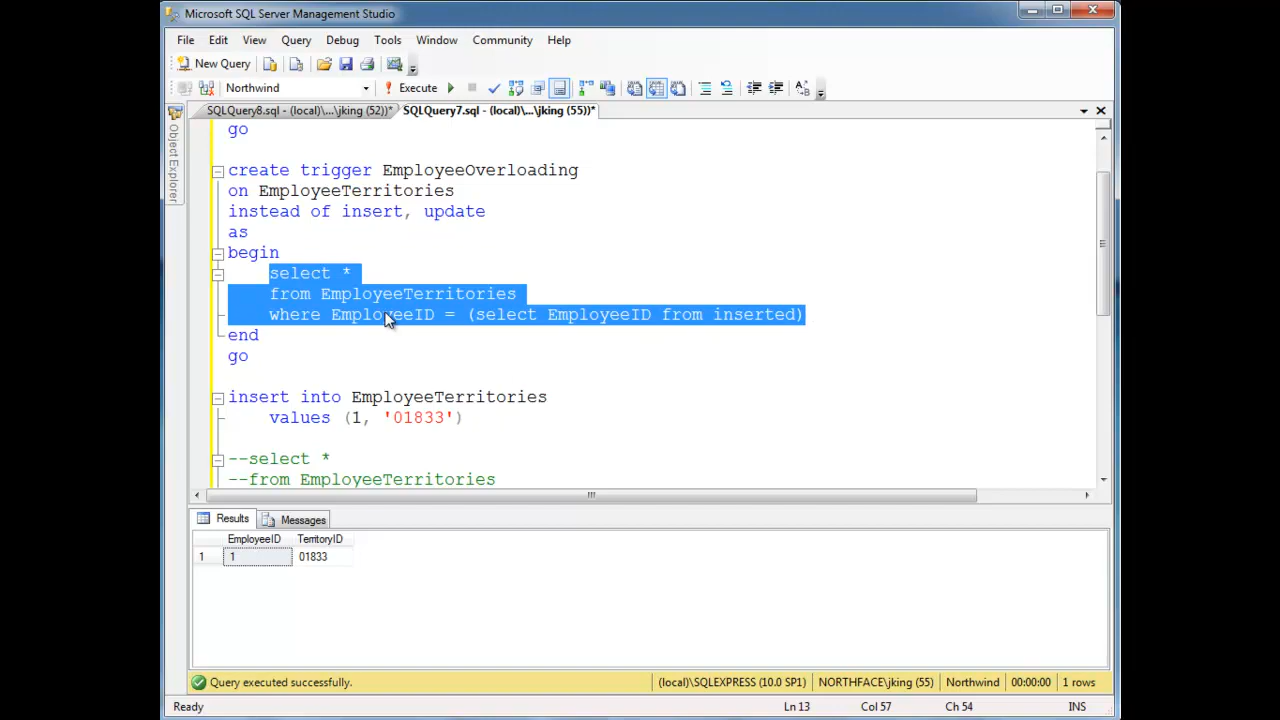 Microsoft SQL Server Management Studio
File Edit View Query Debug Tools Window Community Help
New Query
Northwind Execute
SQLQuery8.sql - (local)\...\jking (52))* SQLQuery7.sql - (local)\...\jking (55))*
Object Explorer
go
create trigger EmployeeOverloading
on EmployeeTerritories
instead of insert, update
as
begin
select *
from EmployeeTerritories
where EmployeeID = (select EmployeeID from inserted)
end
go
insert into EmployeeTerritories
values (1, '01833')
--select *
--from EmployeeTerritories
Results Messages
EmployeeID TerritoryID
1 1 01833
Query executed successfully. (local)\SQLEXPRESS (10.0 SP1) NORTHFACE\jking (55) Northwind 00:00:00 1 rows
Ready Ln 13 Col 57 Ch 54 INS